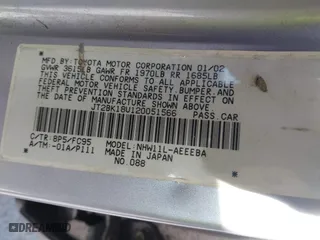 MFD. BY: TOYOTA MOTOR CORPORATION 01/02
GVWR 3615LB GAWR FR 1970LB RR 1685LB
THIS VEHICLE CONFORMS TO ALL APPLICABLE
FEDERAL MOTOR VEHICLE SAFETY, BUMPER, AND
THEFT PREVENTION STANDARDS IN EFFECT ON
THE DATE OF MANUFACTURE SHOWN ABOVE.
JT2BK18U120051566 PASS. CAR
C/TR: 8P5/FC95 MODEL: NHW11L-AEEEBA
A/TM: -01A/P111 MADE IN JAPAN
NO.088